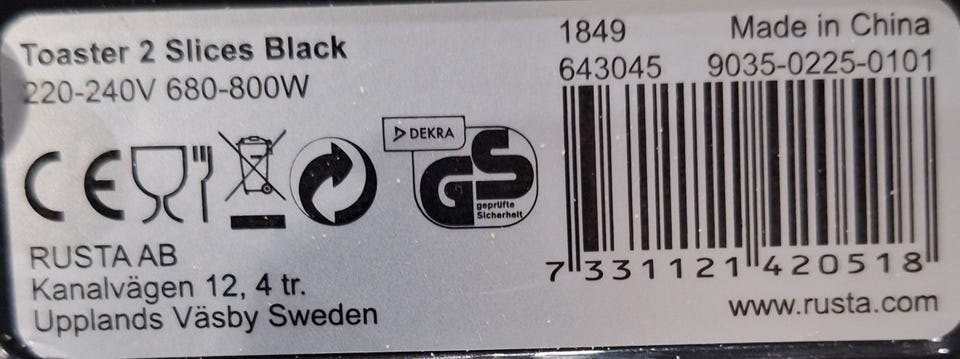 Toaster 2 Slices Black
220-240V 680-800W
CE
DEKRA
GS
geprüfte
Sicherheit
RUSTA AB
Kanalvägen 12, 4 tr.
Upplands Väsby Sweden
1849 Made in China
643045 9035-0225-0101
7 331121 420518
www.rusta.com